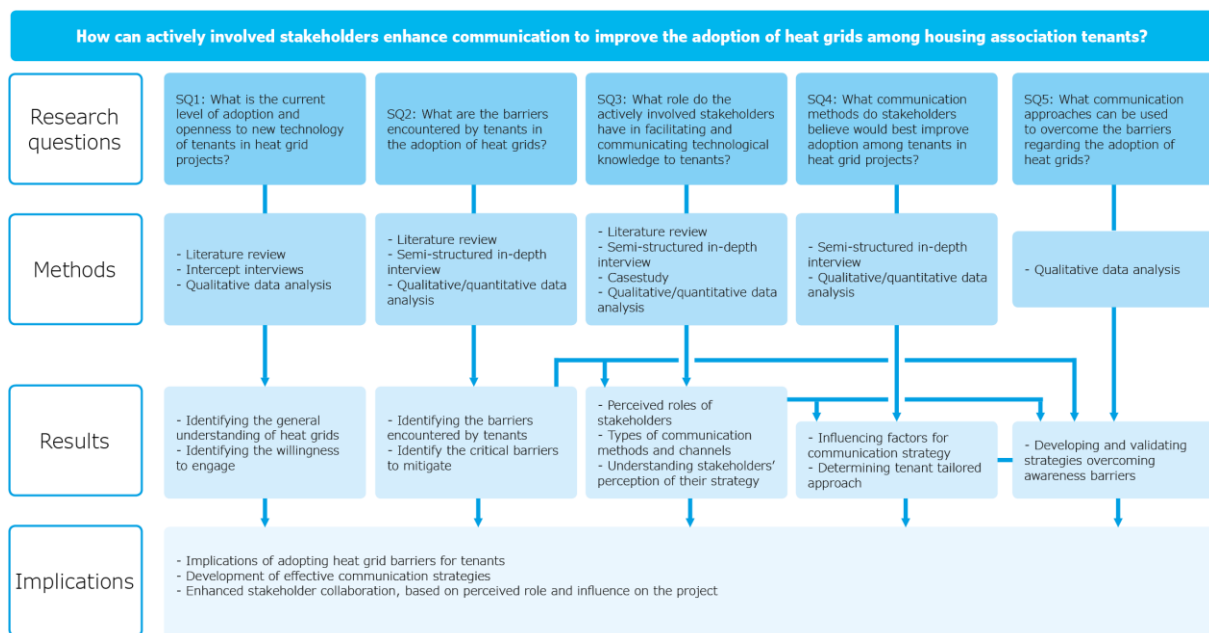 How can actively involved stakeholders enhance communication to improve the adoption of heat grids among housing association tenants?
Research
questions
SQ1: What is the current
level of adoption and
openness to new technology
of tenants in heat grid
projects?
SQ2: What are the barriers
encountered by tenants in
the adoption of heat grids?
SQ3: What role do the
actively involved stakeholders
have in facilitating and
communicating technological
knowledge to tenants?
SQ4: What communication
methods do stakeholders
believe would best improve
adoption among tenants in
heat grid projects?
SQ5: What communication
approaches can be used
to overcome the barriers
regarding the adoption of
heat grids?
Methods
- Literature review
- Intercept interviews
- Qualitative data analysis
- Literature review
- Semi-structured in-depth
interview
- Qualitative/quantitative data
analysis
- Literature review
- Semi-structured in-depth
interview
- Casestudy
- Qualitative/quantitative data
analysis
- Semi-structured in-depth
interview
- Qualitative/quantitative data
analysis
- Qualitative data analysis
Results
- Identifying the general
understanding of heat grids
- Identifying the willingness
to engage
- Identifying the barriers
encountered by tenants
- Identify the critical barriers
to mitigate
- Perceived roles of
stakeholders
- Types of communication
methods and channels
- Understanding stakeholders'
perception of their strategy
- Influencing factors for
communication strategy
- Determining tenant tailored
approach
- Developing and validating
strategies overcoming
awareness barriers
Implications
- Implications of adopting heat grid barriers for tenants
- Development of effective communication strategies
- Enhanced stakeholder collaboration, based on perceived role and influence on the project